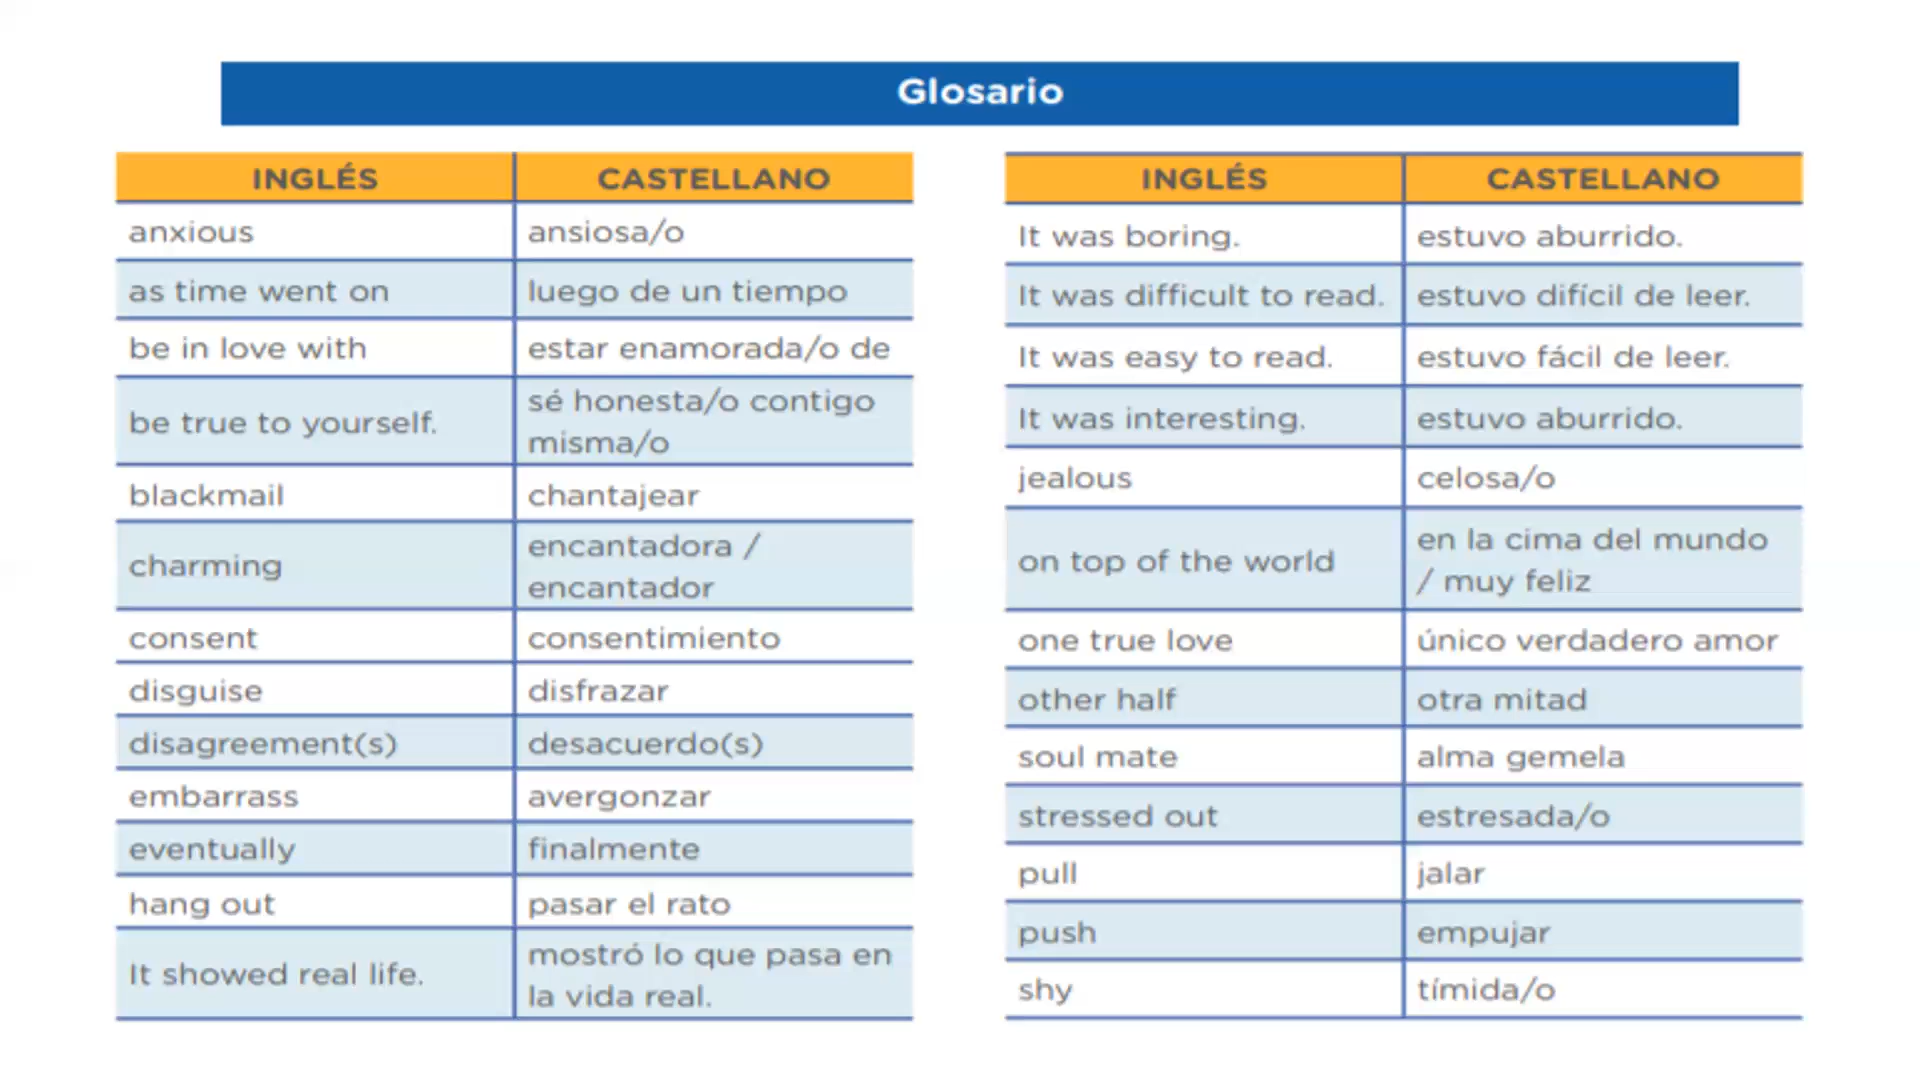 Glosario
INGLÉS CASTELLANO
anxious ansiosa/o
as time went on luego de un tiempo
be in love with estar enamorada/o de
be true to yourself. sé honesta/o contigo
misma/o
blackmail chantajear
charming encantadora /
encantador
consent consentimiento
disguise disfrazar
disagreement(s) desacuerdo(s)
embarrass avergonzar
eventually finalmente
hang out pasar el rato
It showed real life. mostró lo que pasa en
la vida real.
INGLÉS CASTELLANO
It was boring. estuvo aburrido.
It was difficult to read. estuvo difícil de leer.
It was easy to read. estuvo fácil de leer.
It was interesting. estuvo aburrido.
jealous celosa/o
on top of the world en la cima del mundo
/ muy feliz
one true love único verdadero amor
other half otra mitad
soul mate alma gemela
stressed out estresada/o
pull jalar
push empujar
shy tímida/o